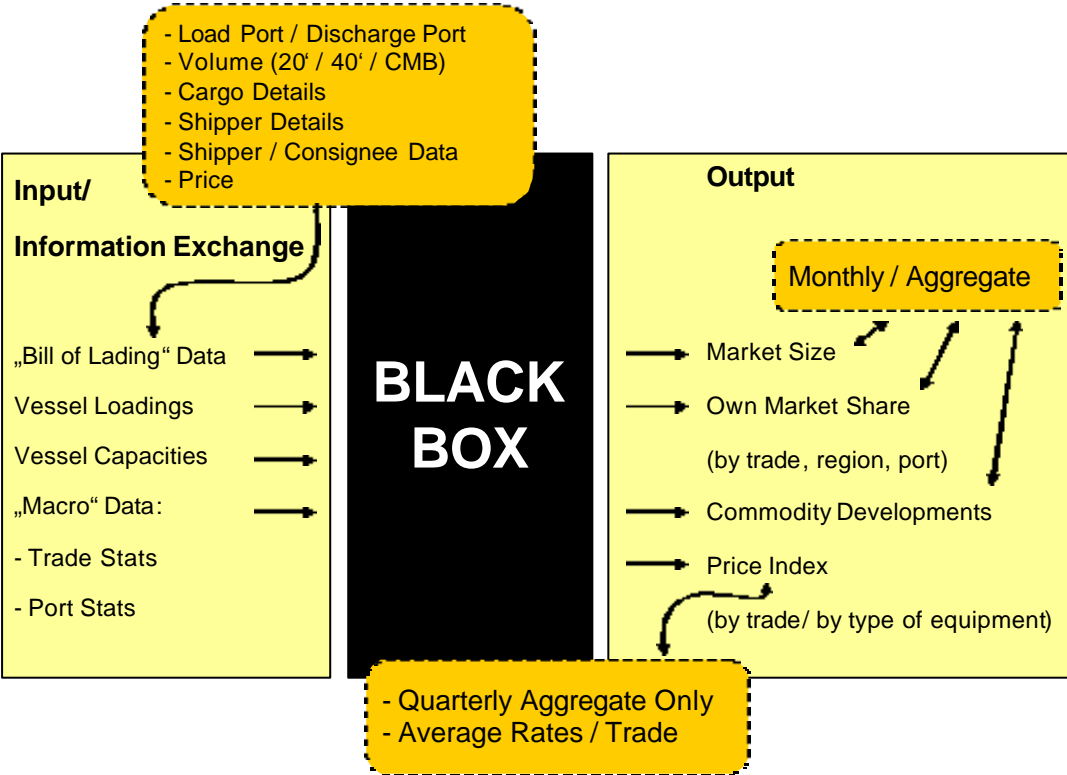 - Load Port / Discharge Port
- Volume (20‘ / 40‘ / CMB)
- Cargo Details
- Shipper Details
- Shipper / Consignee Data
- Price
Input/
Information Exchange
„Bill of Lading“ Data
Vessel Loadings
Vessel Capacities
„Macro“ Data:
- Trade Stats
- Port Stats
BLACK
BOX
Output
Monthly / Aggregate
Market Size
Own Market Share
(by trade, region, port)
Commodity Developments
Price Index
(by trade/ by type of equipment)
- Quarterly Aggregate Only
- Average Rates / Trade